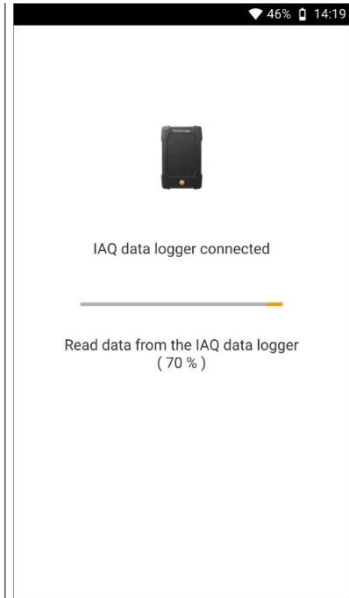 46% 14:19
IAQ data logger connected
Read data from the IAQ data logger
( 70 % )